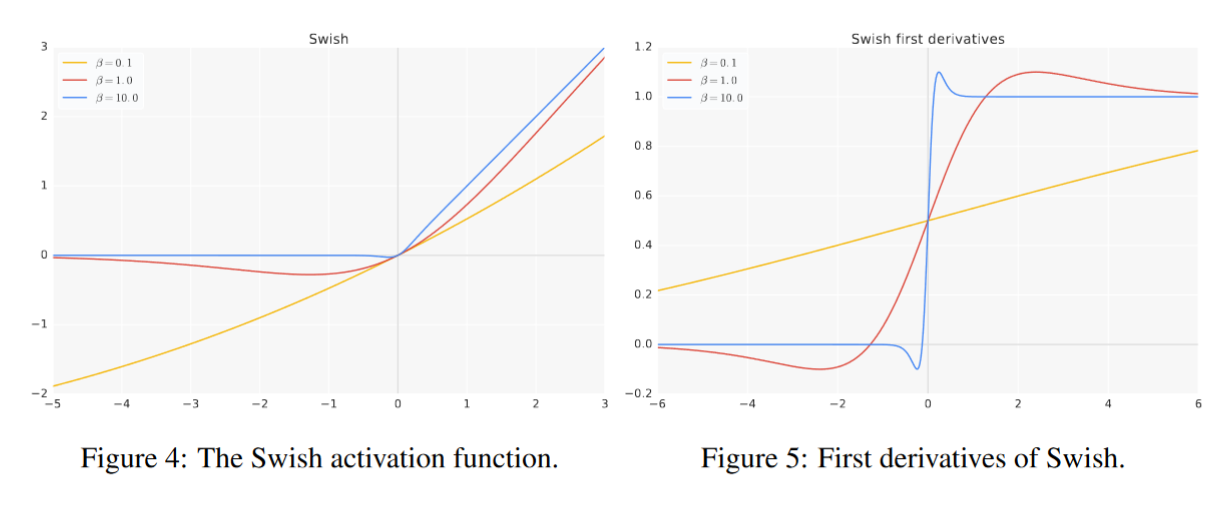 Swish
β = 0.1
β = 1.0
β = 10.0
3
2
1
0
−1
−2
−5 −4 −3 −2 −1 0 1 2 3
Figure 4: The Swish activation function.
Swish first derivatives
β = 0.1
β = 1.0
β = 10.0
1.2
1.0
0.8
0.6
0.4
0.2
0.0
−0.2
−6 −4 −2 0 2 4 6
Figure 5: First derivatives of Swish.